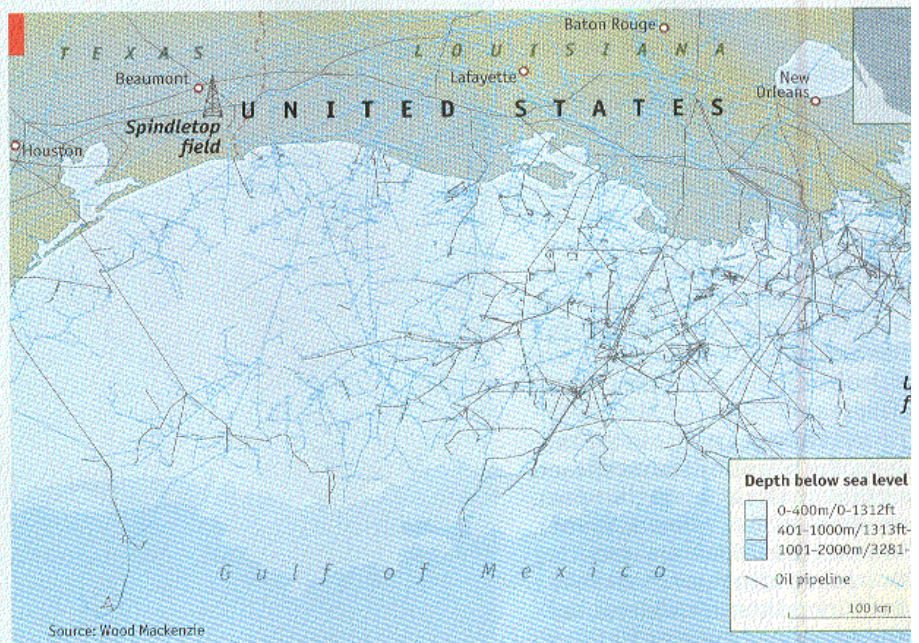 Baton Rouge
TEXAS
LOUISIANA
Beaumont
Lafayette
New
Orleans
UNITED STATES
Spindletop
field
Houston
Depth below sea level
0-400m/0-1312ft
401-1000m/1313ft-
1001-2000m/3281-
Oil pipeline
100 km
Gulf of Mexico
Source: Wood Mackenzie